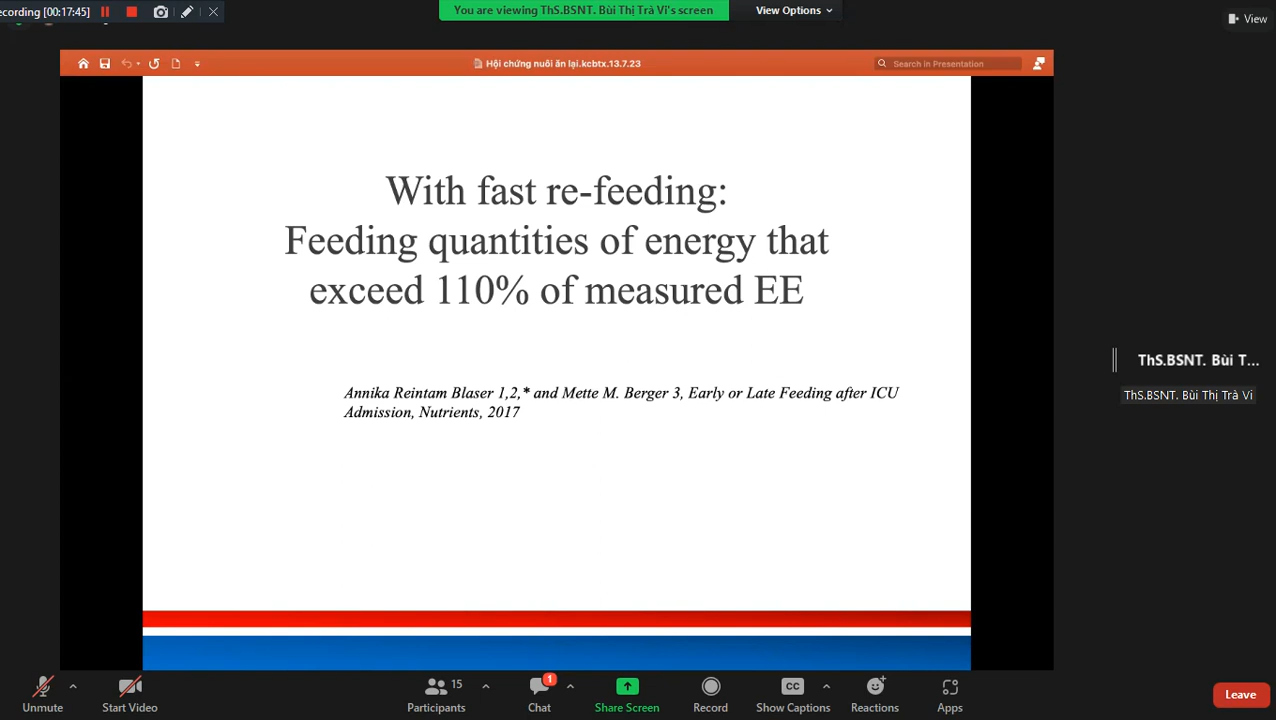 ecording [00:17:45]
You are viewing ThS.BSNT. Bùi Thị Trà Vi's screen
View Options
View
Hội chứng nuôi ăn lại.kcbtx.13.7.23
Search in Presentation
With fast re-feeding:
Feeding quantities of energy that
exceed 110% of measured EE
Annika Reintam Blaser 1,2,* and Mette M. Berger 3, Early or Late Feeding after ICU
Admission, Nutrients, 2017
ThS.BSNT. Bùi T...
ThS.BSNT. Bùi Thị Trà Vi
Unmute
Start Video
15
Participants
1
Chat
Share Screen
Record
CC
Show Captions
Reactions
Apps
Leave